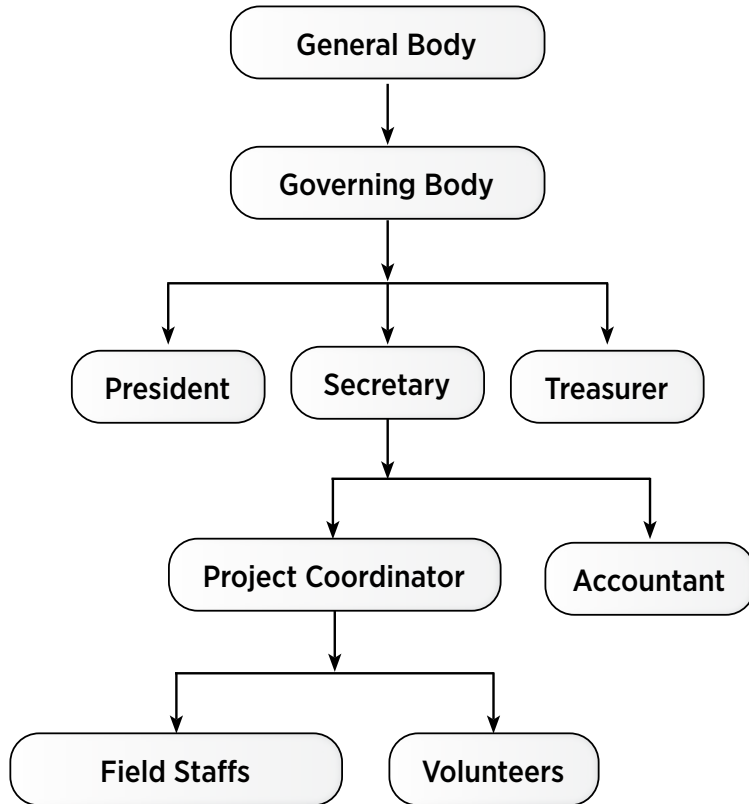 General Body
Governing Body
President
Secretary
Treasurer
Project Coordinator
Accountant
Field Staffs
Volunteers